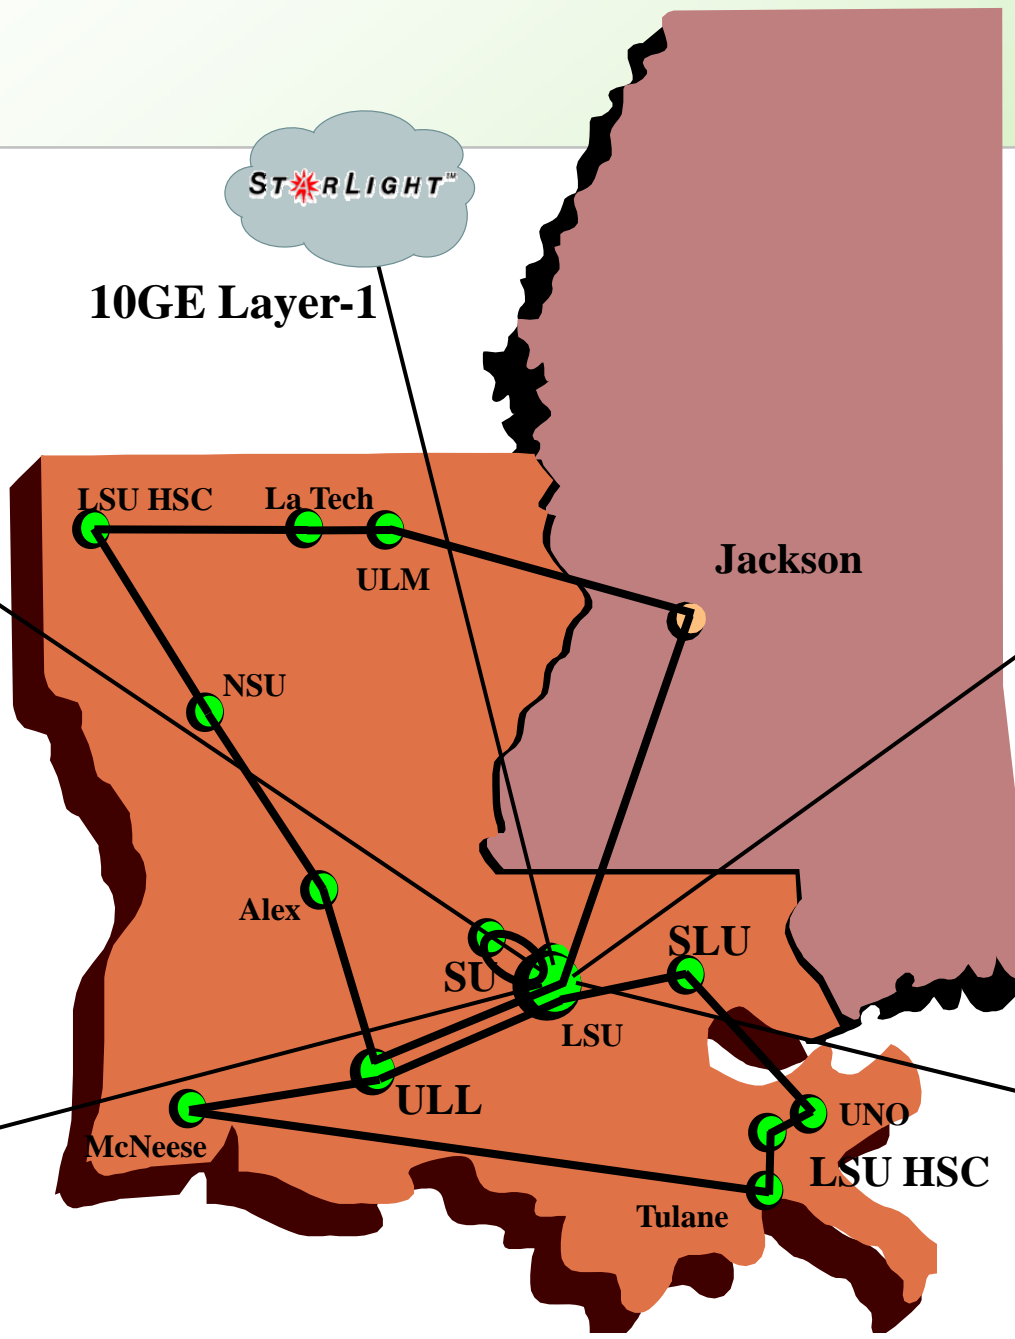 STARLIGHT™
10GE Layer-1
LSU HSC
La Tech
ULM
Jackson
NSU
Alex
SU
SLU
LSU
ULL
UNO
McNeese
LSU HSC
Tulane